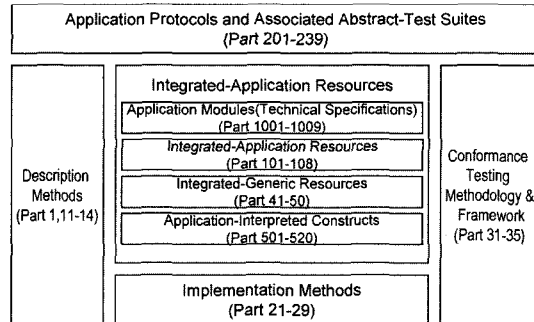 Application Protocols and Associated Abstract-Test Suites
(Part 201-239)
Description
Methods
(Part 1,11-14)
Integrated-Application Resources
Application Modules(Technical Specifications)
(Part 1001-1009)
Integrated-Application Resources
(Part 101-108)
Integrated-Generic Resources
(Part 41-50)
Application-Interpreted Constructs
(Part 501-520)
Implementation Methods
(Part 21-29)
Conformance
Testing
Methodology &
Framework
(Part 31-35)